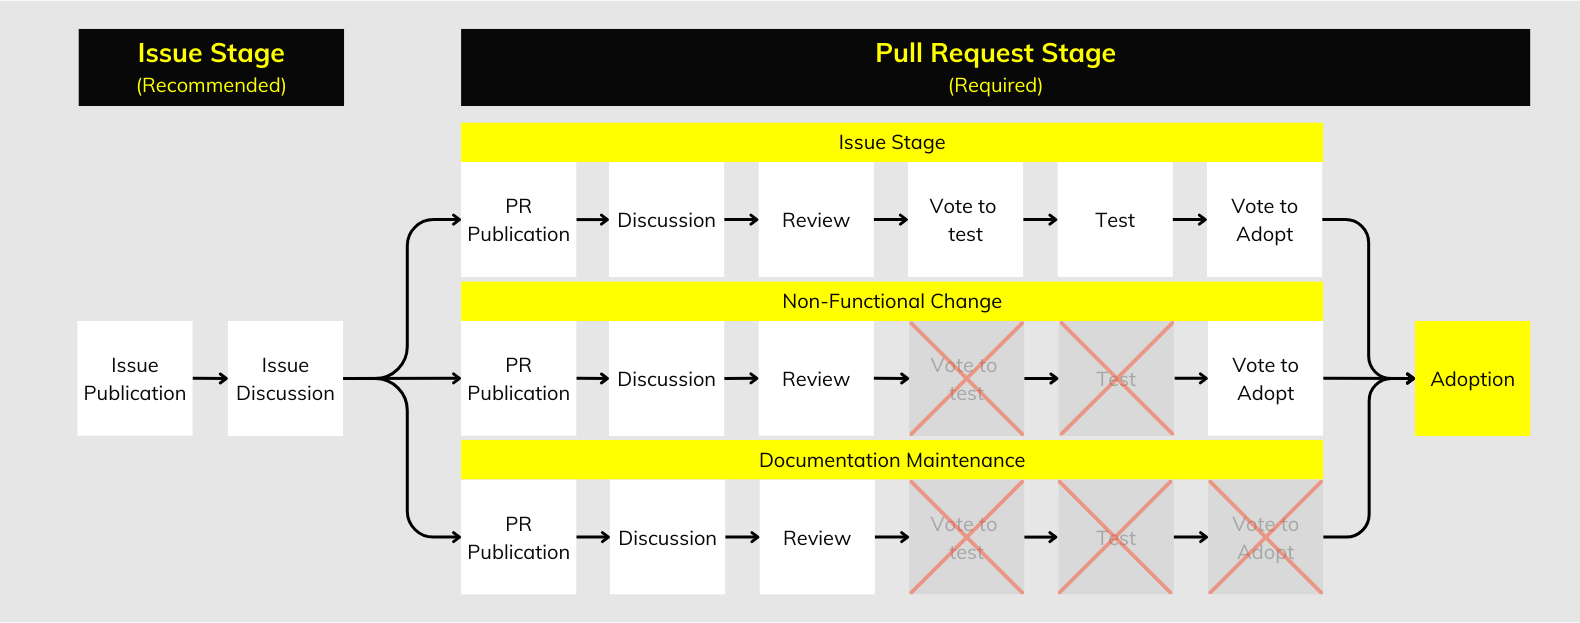 Issue Stage
(Recommended)
Pull Request Stage
(Required)
Issue Stage
PR
Publication
Discussion
Review
Vote to
test
Test
Vote to
Adopt
Non-Functional Change
Issue
Publication
Issue
Discussion
PR
Publication
Discussion
Review
Vote to
test
Test
Vote to
Adopt
Adoption
Documentation Maintenance
PR
Publication
Discussion
Review
Vote to
test
Test
Vote to
Adopt